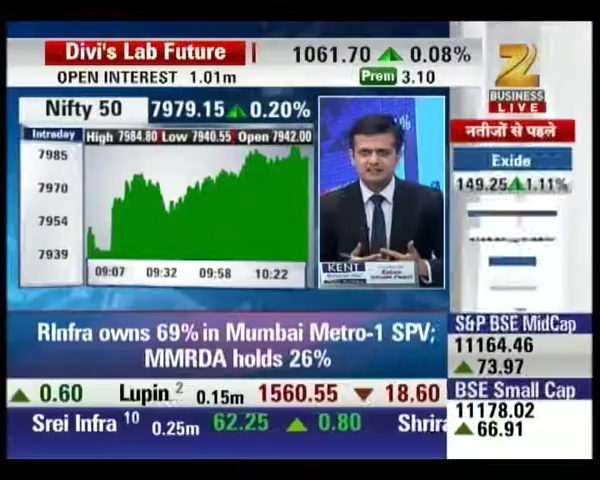 Divi's Lab Future
1061.70 0.08%
OPEN INTEREST 1.01m
Prem 3.10
Z
BUSINESS
LIVE
Nifty 50 7979.15 0.20%
Intraday High 7984.80 Low 7940.55 Open 7942.00
7985
7970
7954
7939
09:07 09:32 09:58 10:22
KENT
नतीजों से पहले
Exide
149.25 1.11%
RInfra owns 69% in Mumbai Metro-1 SPV;
MMRDA holds 26%
S&P BSE MidCap
11164.46
73.97
BSE Small Cap
11178.02
66.91
0.60 Lupin 2 0.15m 1560.55 18.60
Srei Infra 10 0.25m 62.25 0.80 Shrira